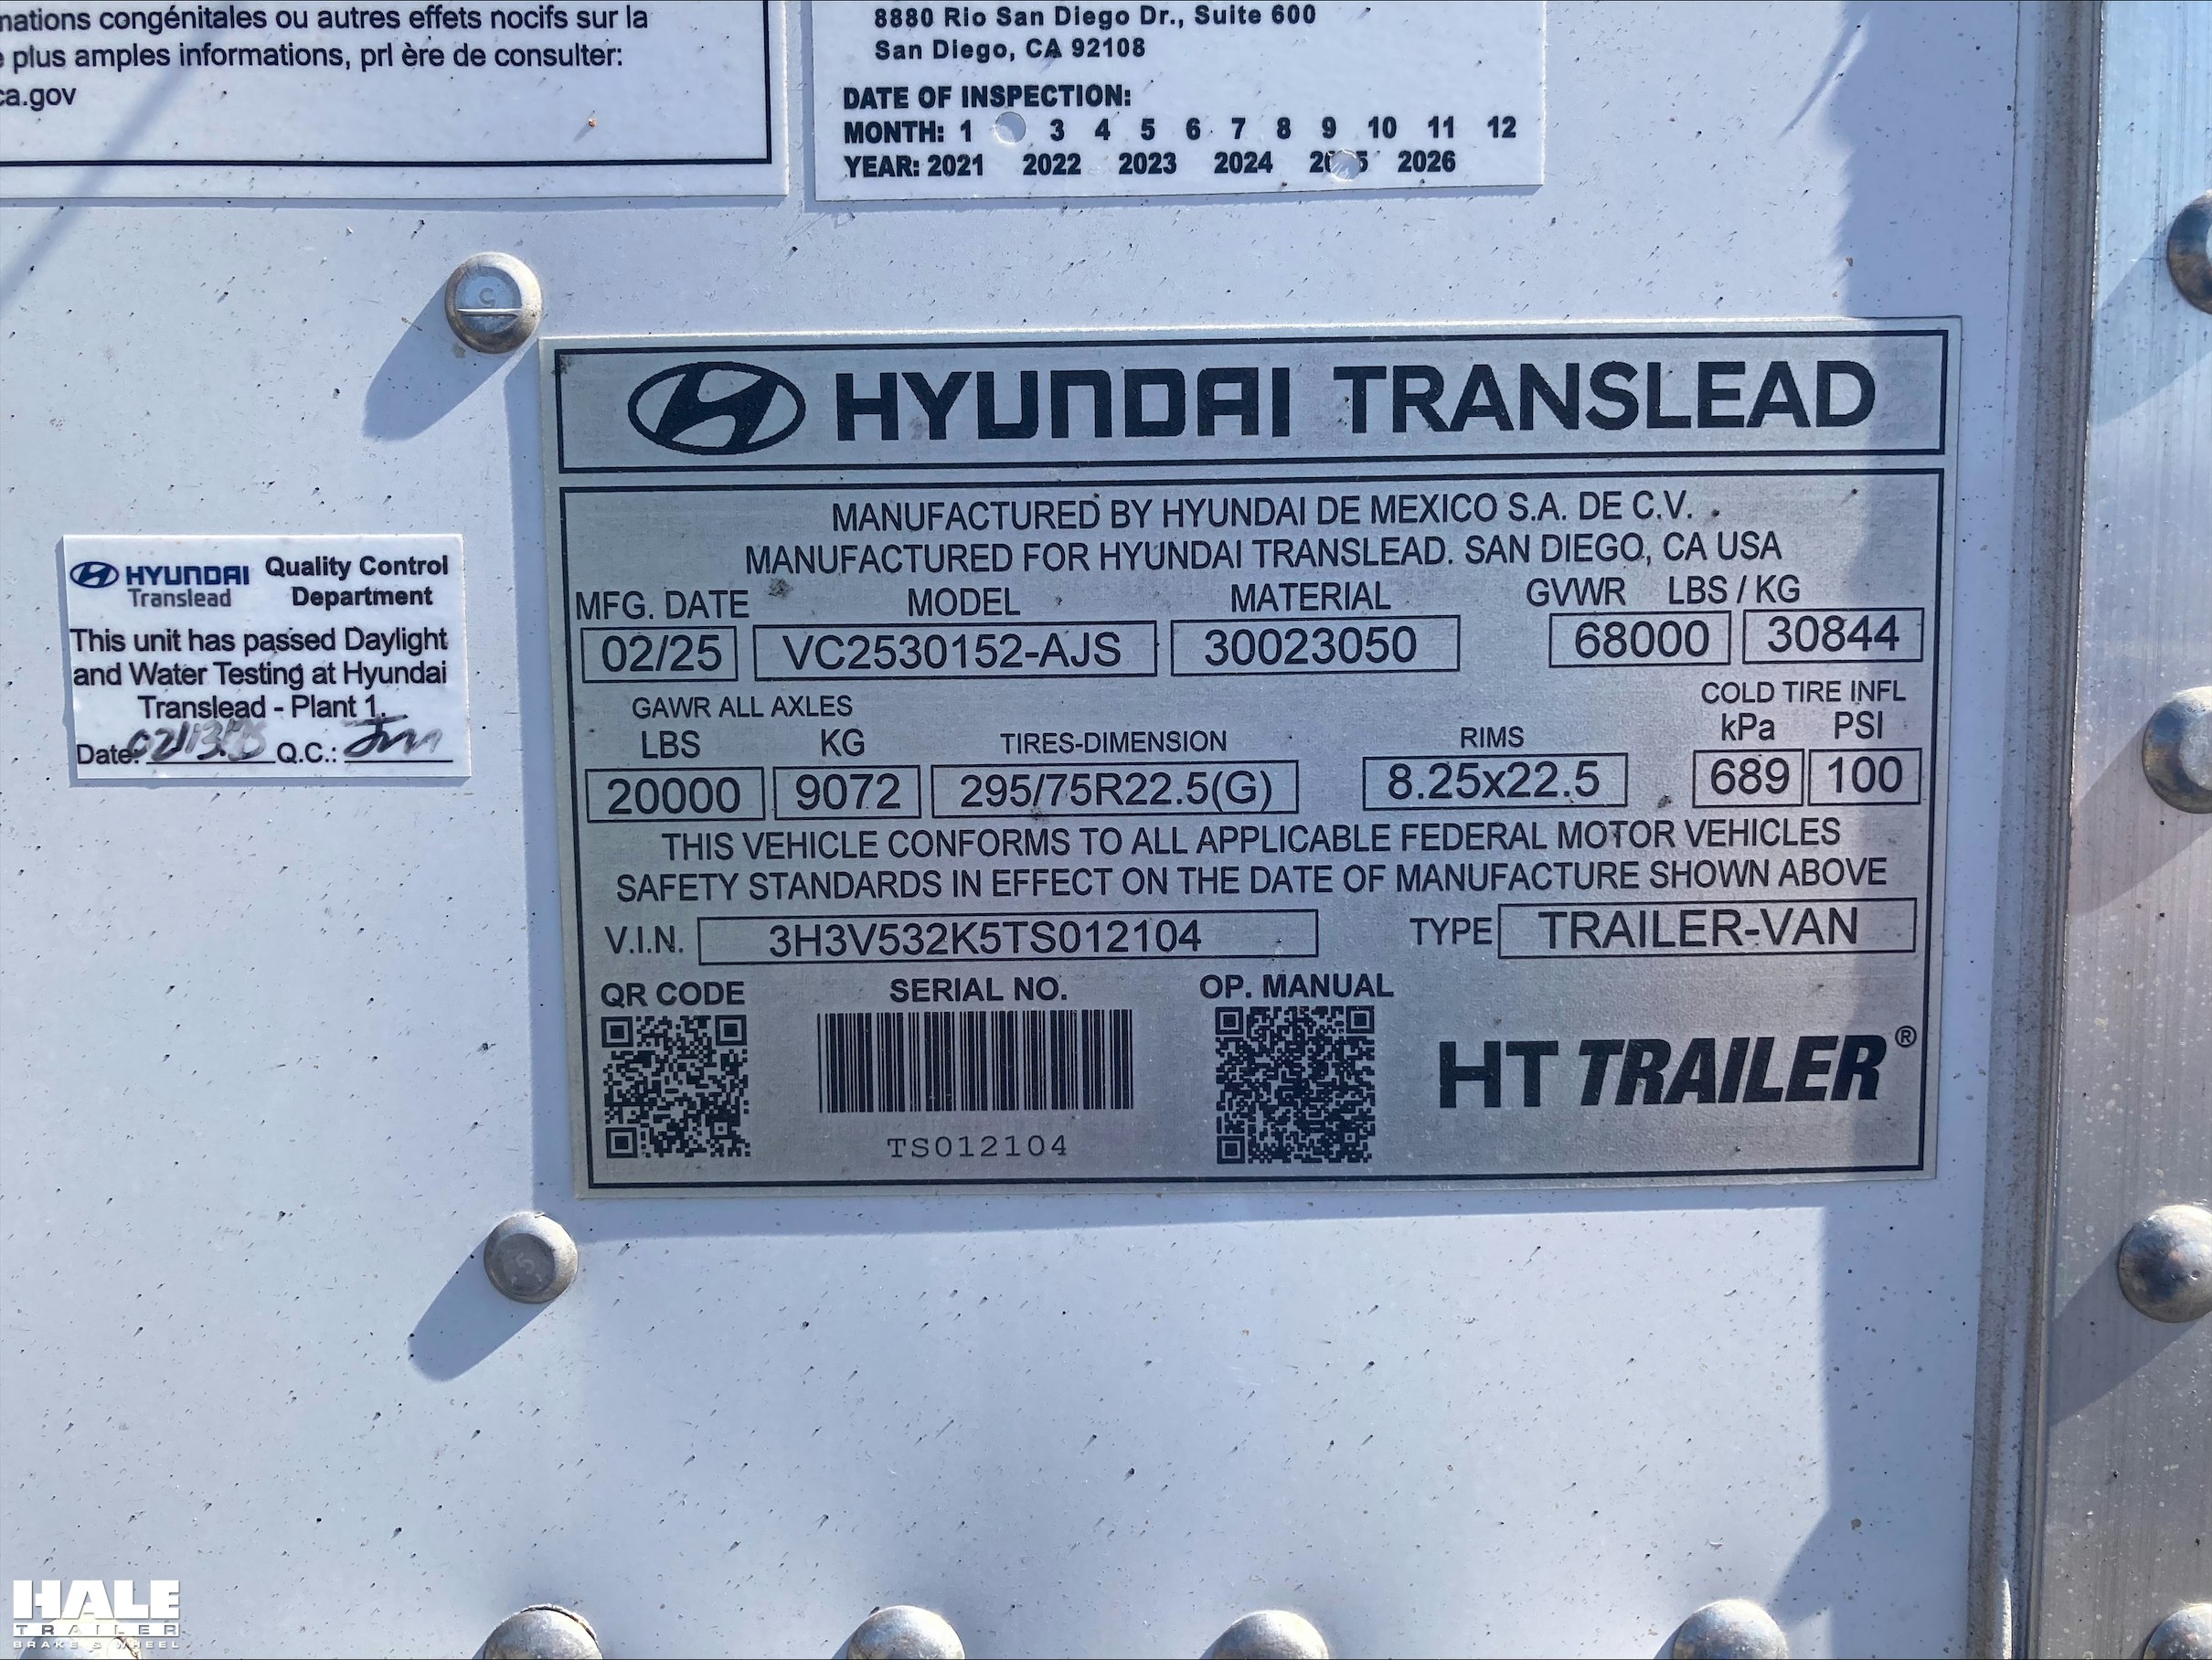 nations congénitales ou autres effets nocifs sur la
plus amples informations, prl ère de consulter:
ca.gov
8880 Rio San Diego Dr., Suite 600
San Diego, CA 92108
DATE OF INSPECTION:
MONTH: 1 3 4 5 6 7 8 9 10 11 12
YEAR: 2021 2022 2023 2024 2025 2026
HYUNDAI TRANSLEAD
MANUFACTURED BY HYUNDAI DE MEXICO S.A. DE C.V.
MANUFACTURED FOR HYUNDAI TRANSLEAD. SAN DIEGO, CA USA
MFG. DATE MODEL MATERIAL GVWR LBS / KG
02/25 VC2530152-AJS 30023050 68000 30844
GAWR ALL AXLES COLD TIRE INFL
LBS KG TIRES-DIMENSION RIMS kPa PSI
20000 9072 295/75R22.5(G) 8.25x22.5 689 100
THIS VEHICLE CONFORMS TO ALL APPLICABLE FEDERAL MOTOR VEHICLES
SAFETY STANDARDS IN EFFECT ON THE DATE OF MANUFACTURE SHOWN ABOVE
V.I.N. 3H3V532K5TS012104 TYPE TRAILER-VAN
QR CODE SERIAL NO. OP. MANUAL
TS012104
HT TRAILER®
HYUNDAI Quality Control
Translead Department
This unit has passed Daylight
and Water Testing at Hyundai
Translead - Plant 1.
Date: Q.C.:
5
5
HALE
TRAILER
BRAKE & WHEEL